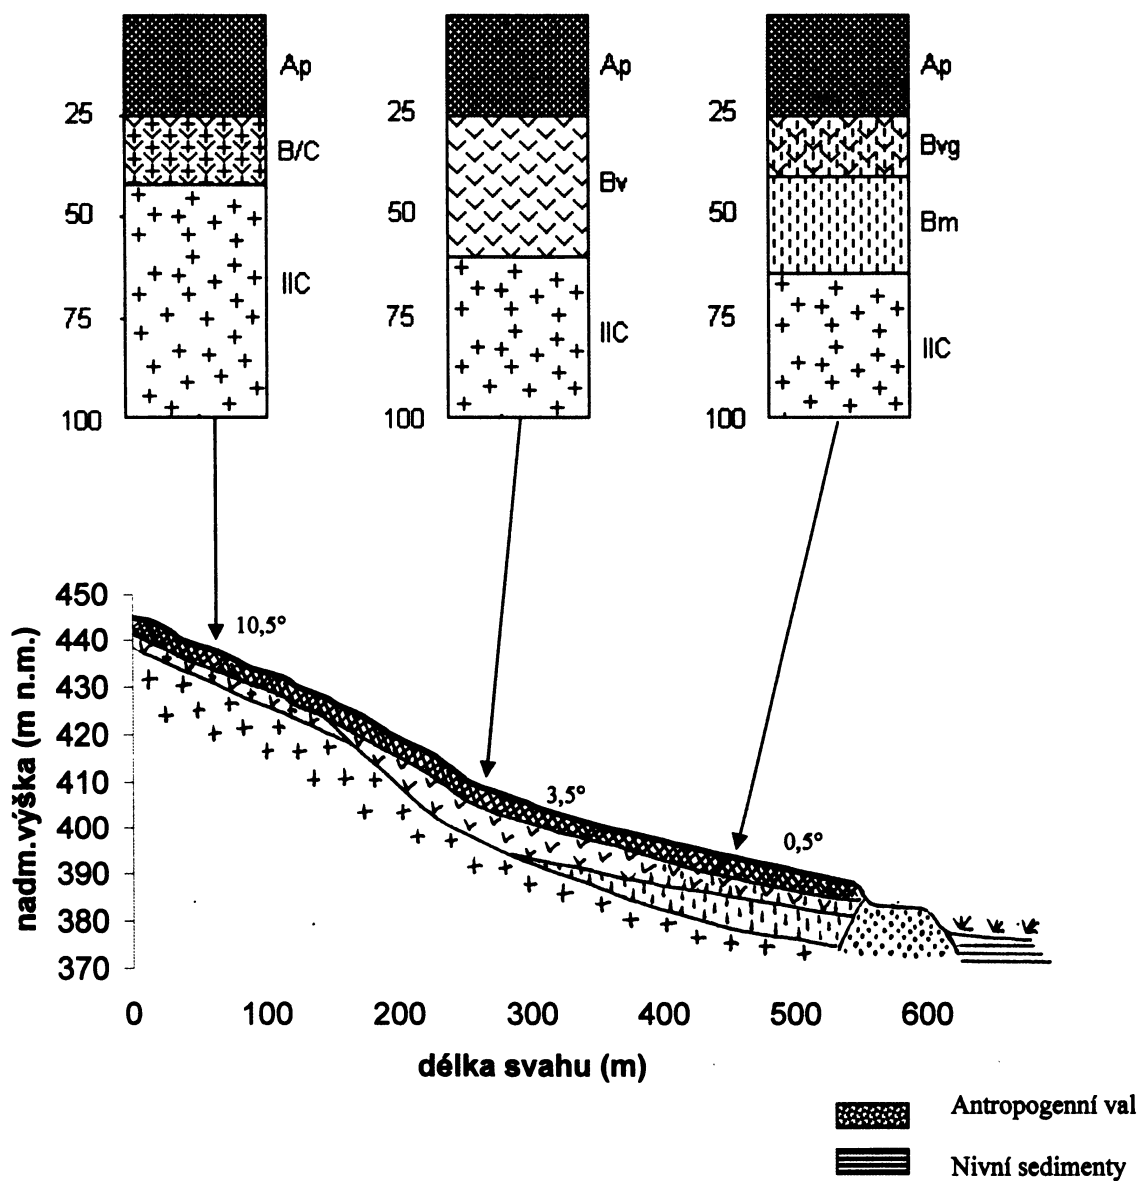 Ap Ap Ap
25 25 25
B/C Bv Bvg
50 50 50 Bm
IIC
75 75 75
IIC IIC
100 100 100
450
440
430
420
410
400
390
380
370
nadm.výška (m n.m.)
10,5°
3,5°
0,5°
0 100 200 300 400 500 600
délka svahu (m)
Antropogenní val
Nivní sedimenty